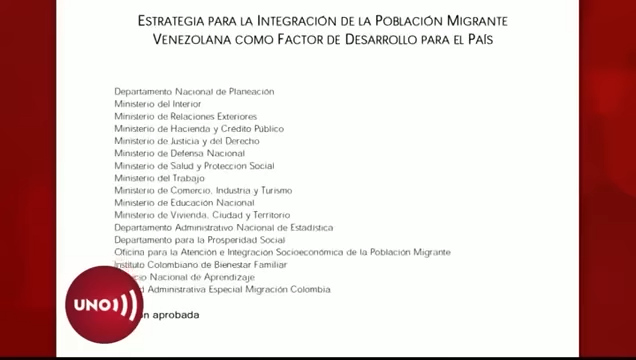 ESTRATEGIA PARA LA INTEGRACIÓN DE LA POBLACIÓN MIGRANTE
VENEZOLANA COMO FACTOR DE DESARROLLO PARA EL PAÍS
Departamento Nacional de Planeación
Ministerio del Interior
Ministerio de Relaciones Exteriores
Ministerio de Hacienda y Crédito Público
Ministerio de Justicia y del Derecho
Ministerio de Defensa Nacional
Ministerio de Salud y Protección Social
Ministerio del Trabajo
Ministerio de Comercio, Industria y Turismo
Ministerio de Educación Nacional
Ministerio de Vivienda, Ciudad y Territorio
Departamento Administrativo Nacional de Estadística
Departamento para la Prosperidad Social
Oficina para la Atención e Integración Socioeconómica de la Población Migrante
Instituto Colombiano de Bienestar Familiar
Nacional de Aprendizaje
Administrativa Especial Migración Colombia
aprobada
UNO